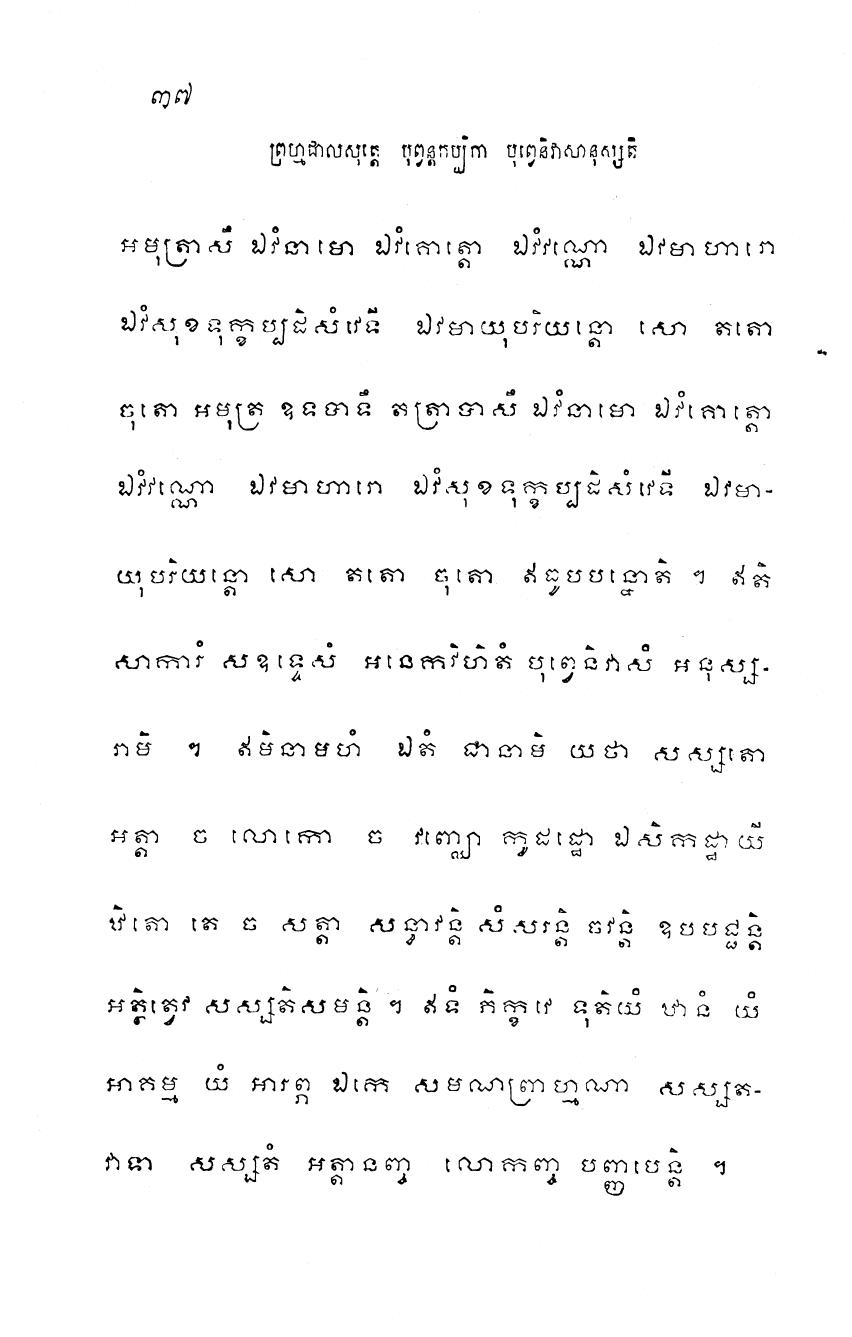 ៣៧
ព្រហ្មជាលសុត្តេ បុព្វន្តកប្បិកា បុព្វេនិវាសានុស្សតិ
អមុត្រាសឹ ឯវំនាមោ ឯវំគោត្តោ ឯវំវណ្ណោ ឯវមាហារោ
ឯវំសុខទុក្ខប្បដិសំវេទី ឯវមាយុបរិយន្តោ សោ តតោ
ចុតោ អមុត្រ ឧទបាទឹ តត្រាបាសឹ ឯវំនាមោ ឯវំគោត្តោ
ឯវំវណ្ណោ ឯវមាហារោ ឯវំសុខទុក្ខប្បដិសំវេទី ឯវមា-
យុបរិយន្តោ សោ តតោ ចុតោ ឥធូបបន្នោតិ ។ ឥតិ
សាការំ សឧទ្ទេសំ អនេកវិហិតំ បុព្វេនិវាសំ អនុស្ស-
រាមិ ។ ឥមិនាមហំ ឯតំ ជានាមិ យថា សស្សតោ
អត្តា ច លោកោ ច វញ្ឈោ កូដដ្ឋោ ឯសិកដ្ឋាយី
ឋិតោ តេ ច សត្តា សន្ធាវន្តិ សំសរន្តិ ចវន្តិ ឧបបជ្ជន្តិ
អត្ថិត្វេវ សស្សតិសមន្តិ ។ ឥទំ ភិក្ខវេ ទុតិយំ ឋានំ យំ
អាគម្ម យំ អារព្ភ ឯកេ សមណព្រាហ្មណា សស្សត-
វាទា សស្សតំ អត្តានញ្ច លោកញ្ច បញ្ញបេន្តិ ។